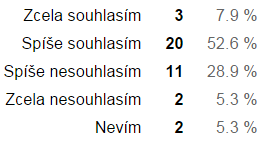 Zcela souhlasím 3 7.9 %
Spíše souhlasím 20 52.6 %
Spíše nesouhlasím 11 28.9 %
Zcela nesouhlasím 2 5.3 %
Nevím 2 5.3 %